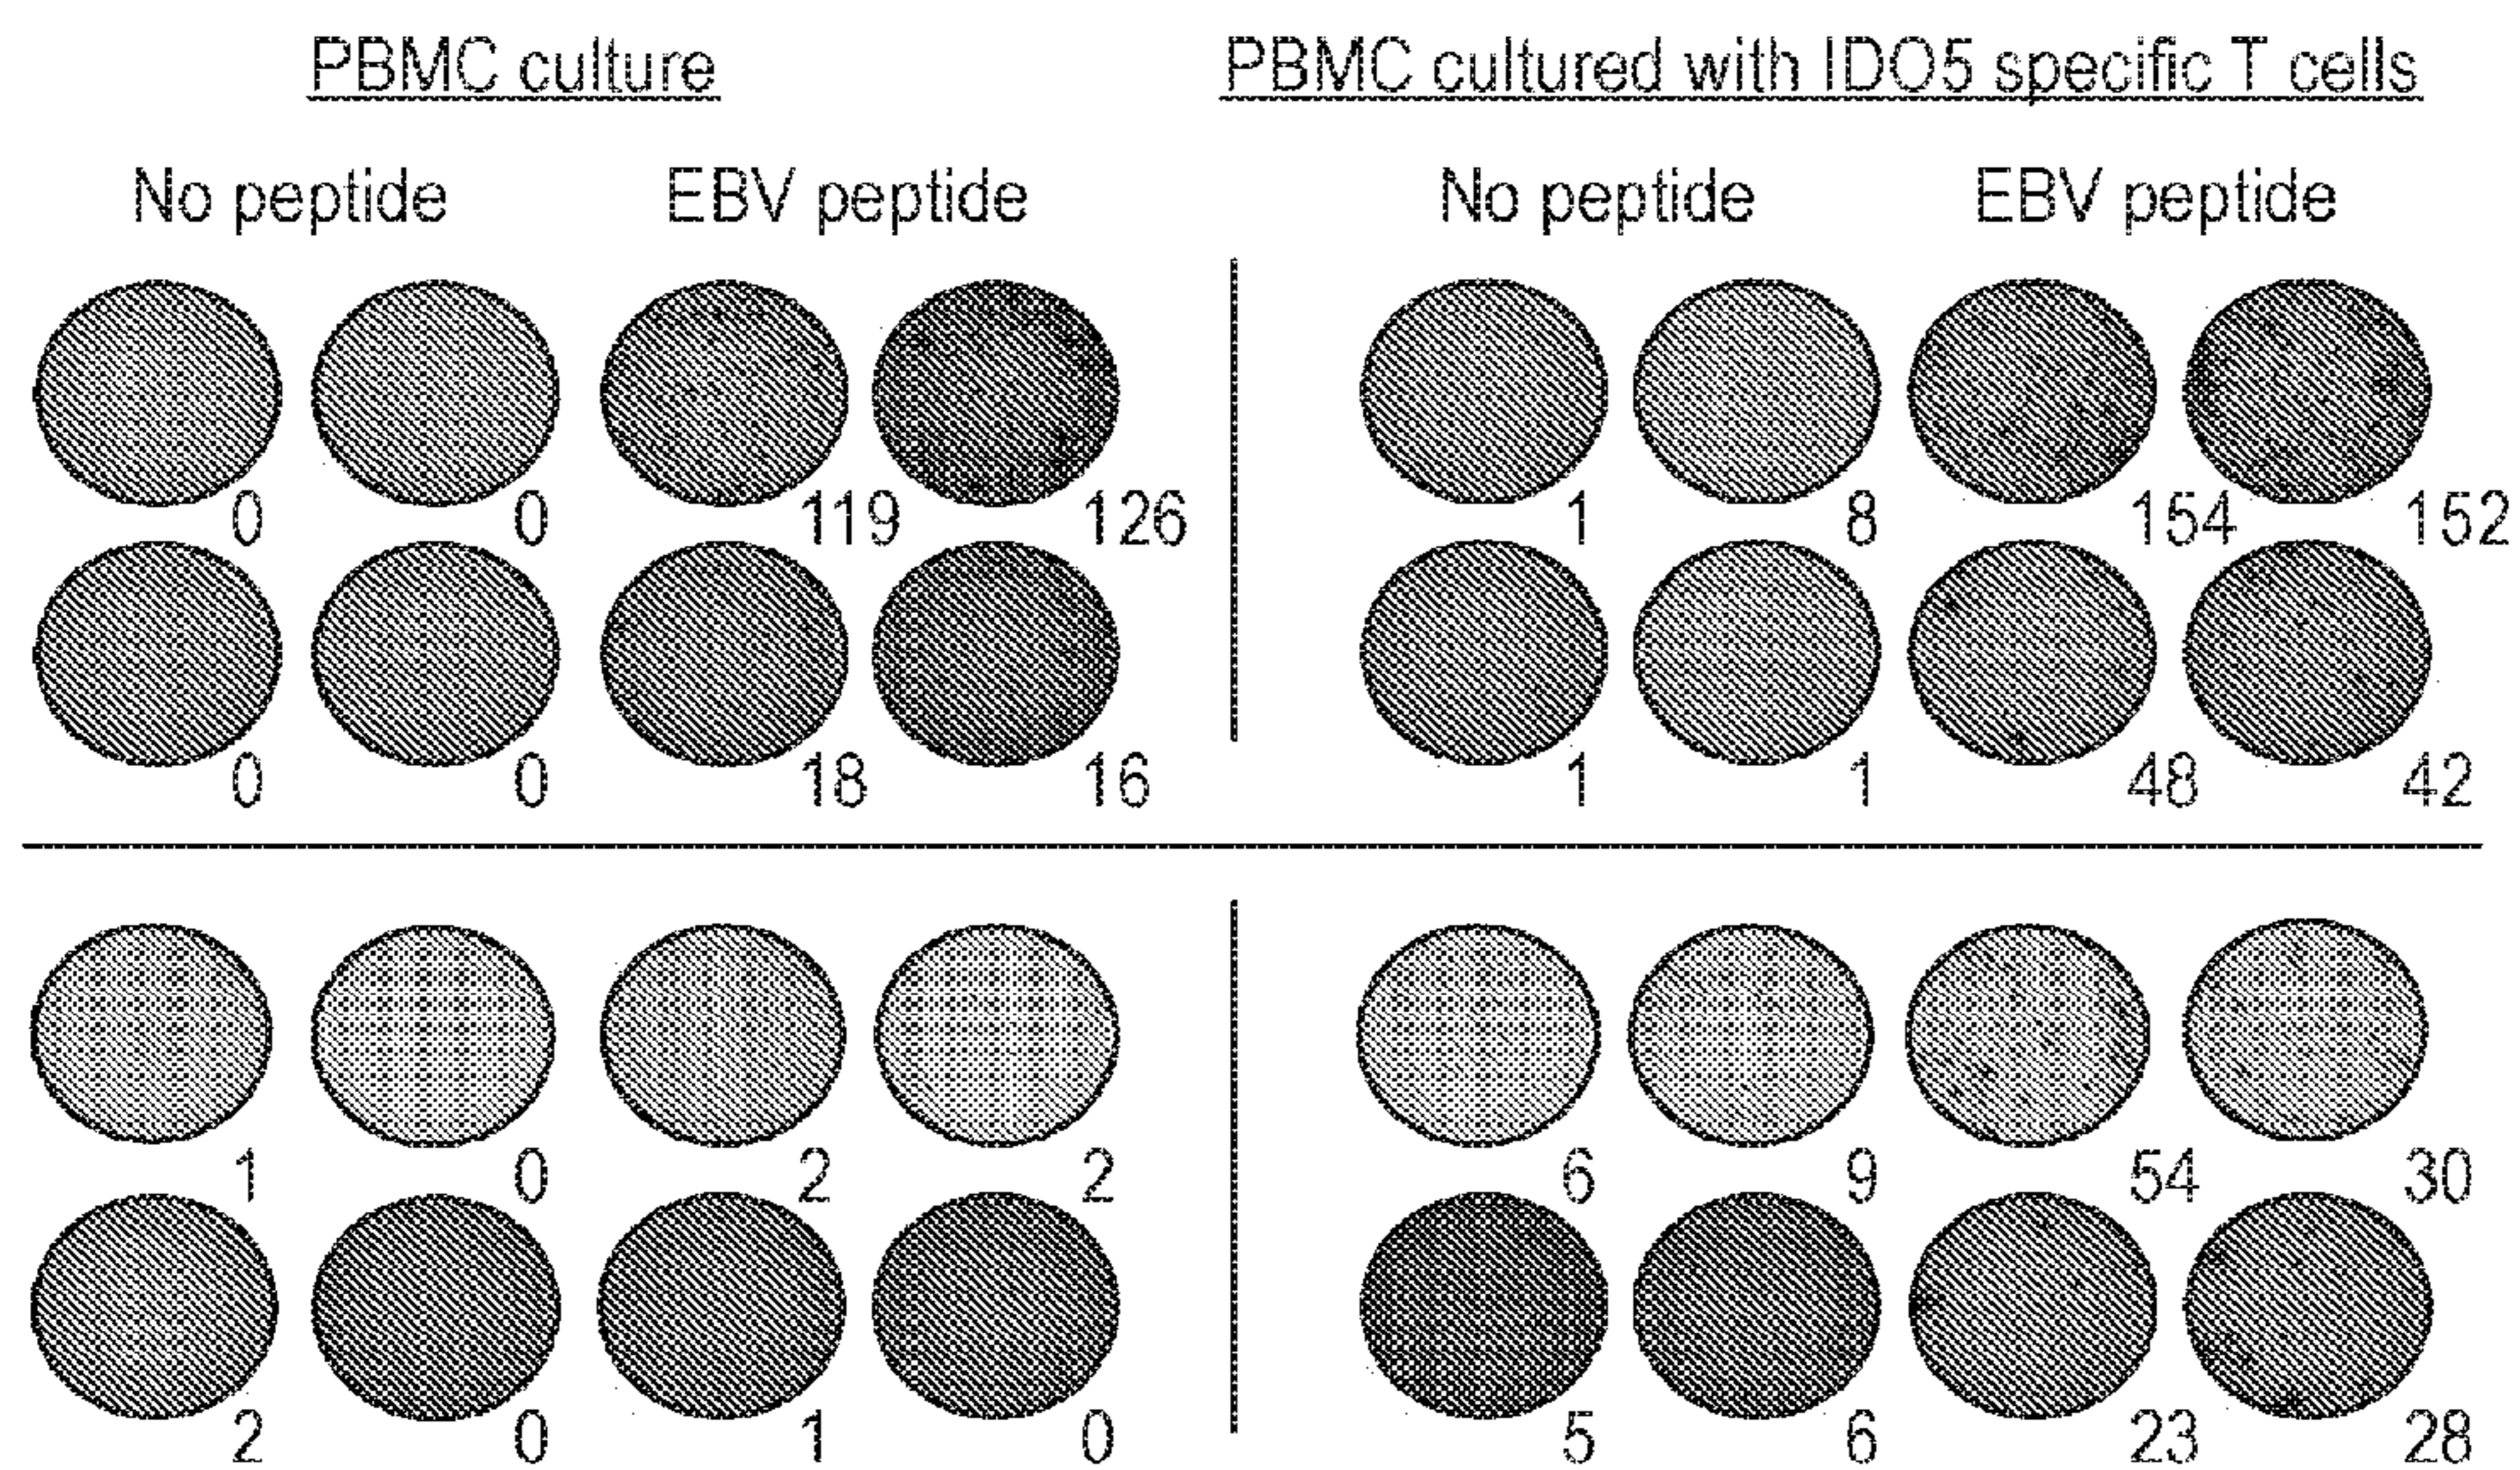 PBMC culture PBMC cultured with IDO5 specific T cells
No peptide EBV peptide No peptide EBV peptide
0 0 119 126 1 8 154 152
0 0 18 16 1 1 48 42
1 0 2 2 6 9 54 30
2 0 1 0 5 6 23 28